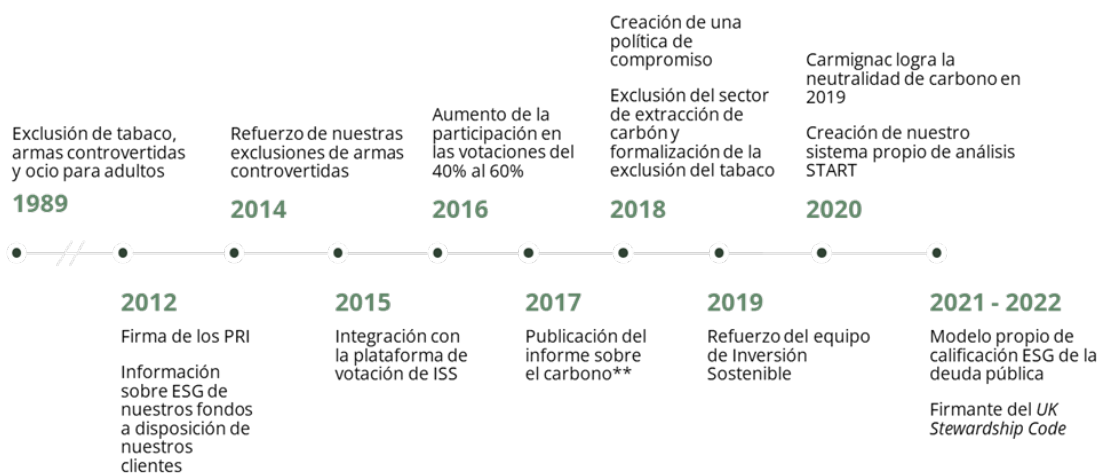 Exclusión de tabaco,
armas controvertidas
y ocio para adultos
1989
2012
Firma de los PRI
Información
sobre ESG de
nuestros fondos
a disposición de
nuestros
clientes
Refuerzo de nuestras
exclusiones de armas
controvertidas
2014
2015
Integración con
la plataforma de
votación de ISS
Aumento de la
participación en
las votaciones del
40% al 60%
2016
2017
Publicación del
informe sobre
el carbono**
Creación de una
política de
compromiso
Exclusión del sector
de extracción de
carbón y
formalización de la
exclusión del tabaco
2018
2019
Refuerzo del equipo
de Inversión
Sostenible
Carmignac logra la
neutralidad de carbono en
2019
Creación de nuestro
sistema propio de análisis
START
2020
2021 - 2022
Modelo propio de
calificación ESG de la
deuda pública
Firmante del UK
Stewardship Code